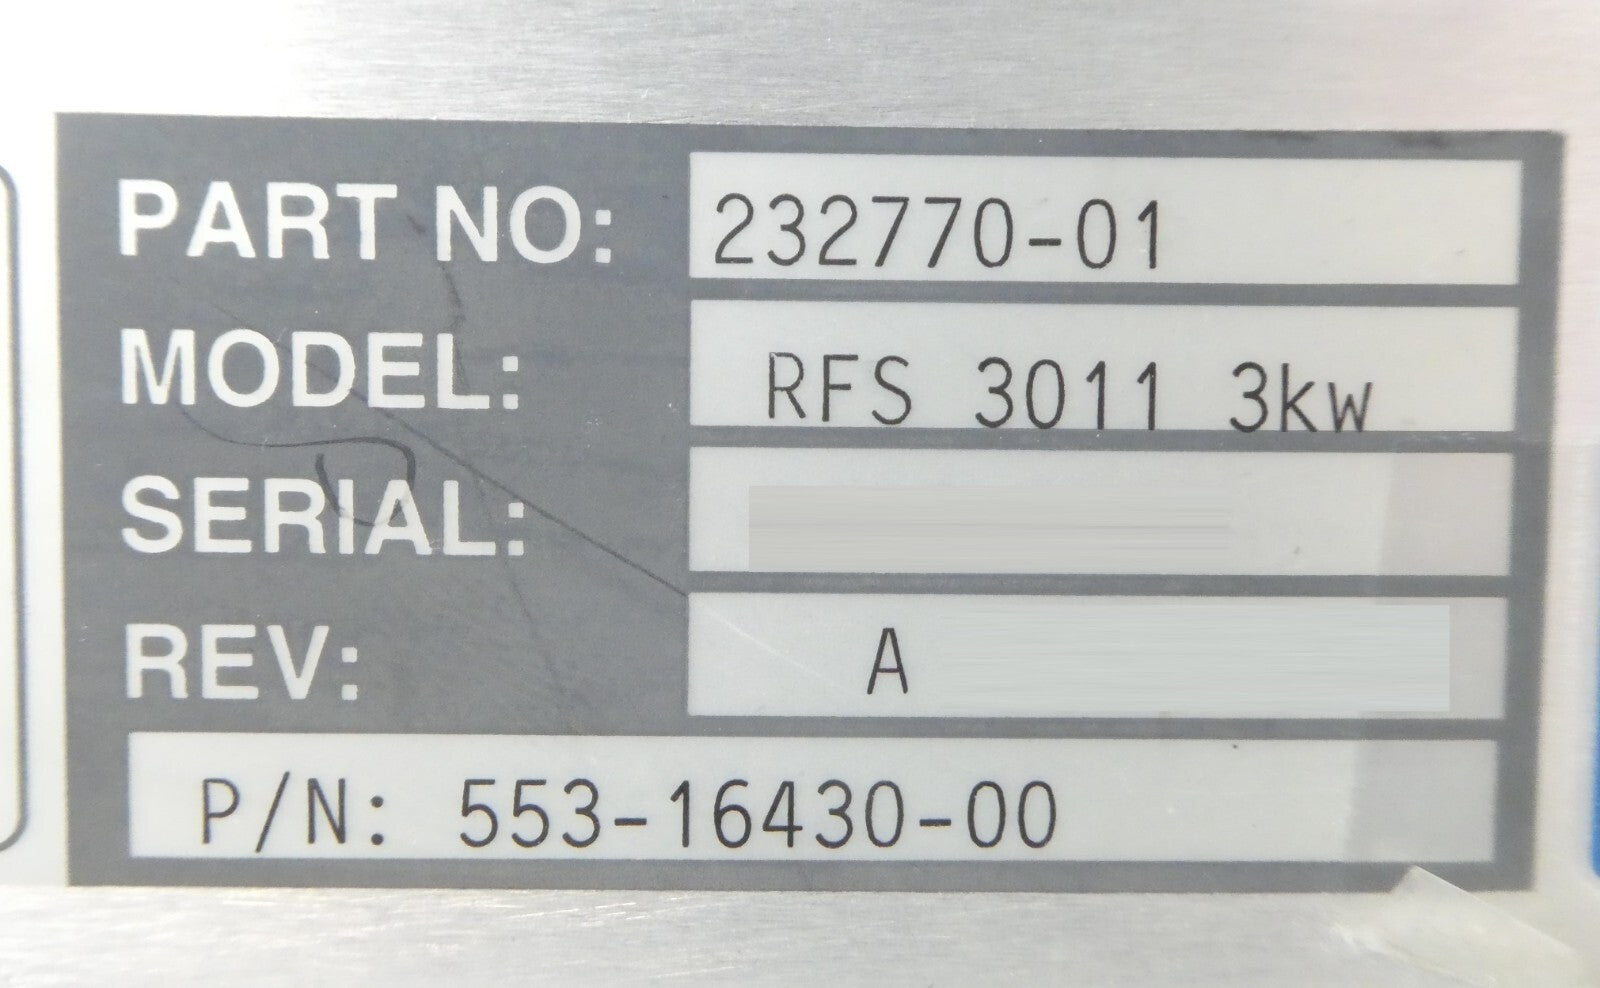 PART NO: 232770-01
MODEL: RFS 3011 3kw
SERIAL:
REV: A
P/N: 553-16430-00